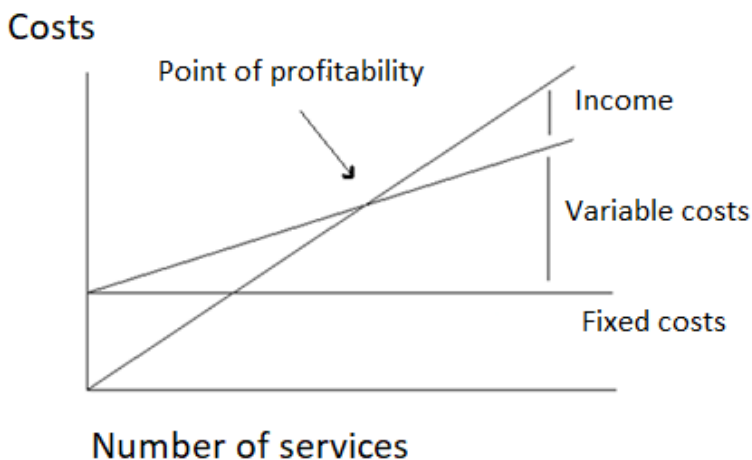 Costs
Point of profitability
Income
Variable costs
Fixed costs
Number of services